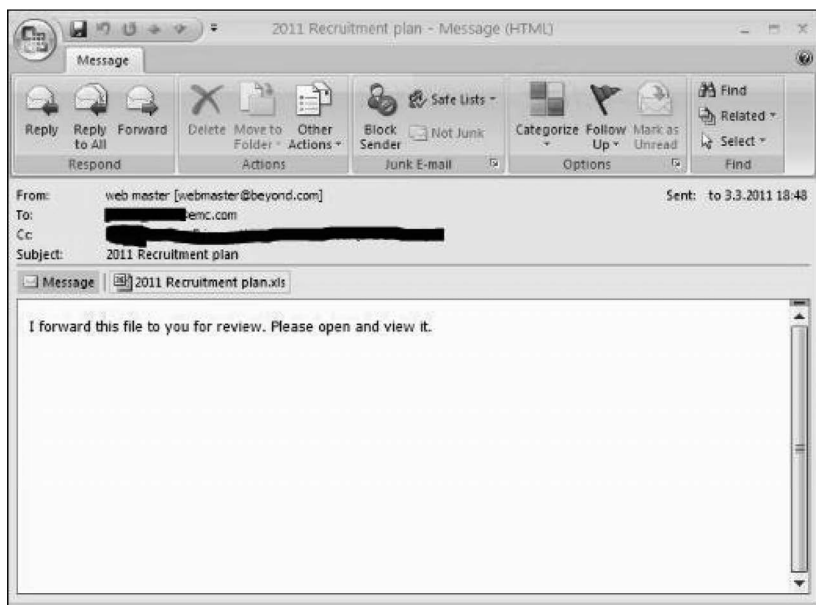 2011 Recruitment plan - Message (HTML)
Message
Reply
Reply to All
Forward
Respond
Delete
Move to Folder
Other Actions
Actions
Block Sender
Safe Lists
Not Junk
Junk E-mail
Categorize
Follow Up
Mark as Unread
Options
Find
Related
Select
Find
From: web master [webmaster@beyond.com] Sent: to 3.3.2011 18:48
To: emc.com
Cc:
Subject: 2011 Recruitment plan
Message 2011 Recruitment plan.xls
I forward this file to you for review. Please open and view it.